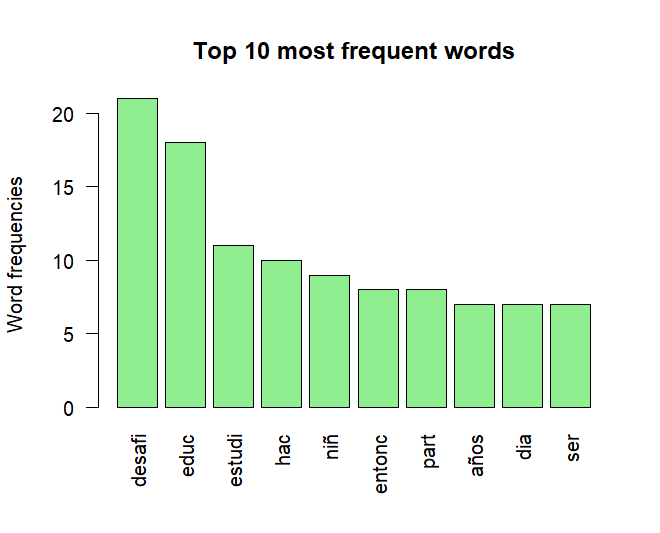 Top 10 most frequent words
Word frequencies
20
15
10
5
0
desafi
educ
estudi
hac
niñ
entonc
part
años
dia
ser